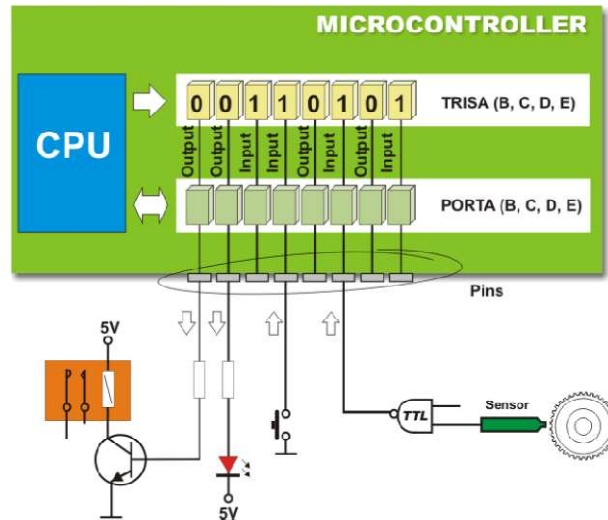 MICROCONTROLLER
CPU
0 0 1 1 0 1 0 1
TRISA (B, C, D, E)
Output
Output
Input
Input
Output
Input
Output
Input
PORTA (B, C, D, E)
Pins
5V
TTL
Sensor
5V